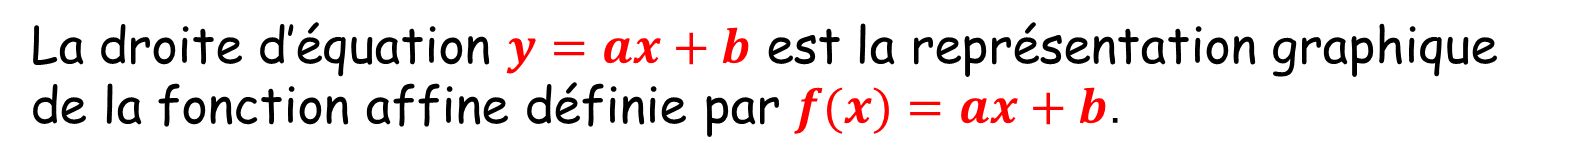 La droite d'équation y = ax + b est la représentation graphique
de la fonction affine définie par f(x) = ax + b.